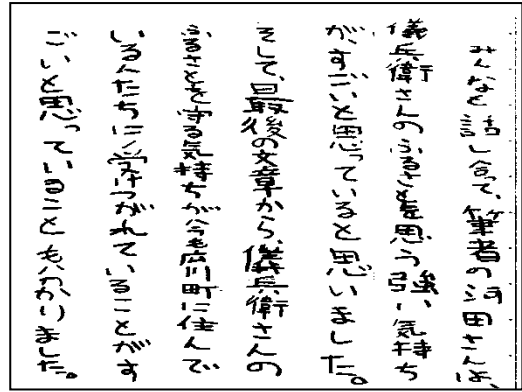 みんなと話し合って、筆者の河田さんは、
儀兵衛さんのふるさとを思う強い気持ち
が、すごいと思っていると思いました。
そして、最後の文章から、儀兵衛さんの
ふるさとを守る気持ちが今も広川町に住んで
いる人たちに受けつがれていることがす
ごいと思っていることもわかりました。